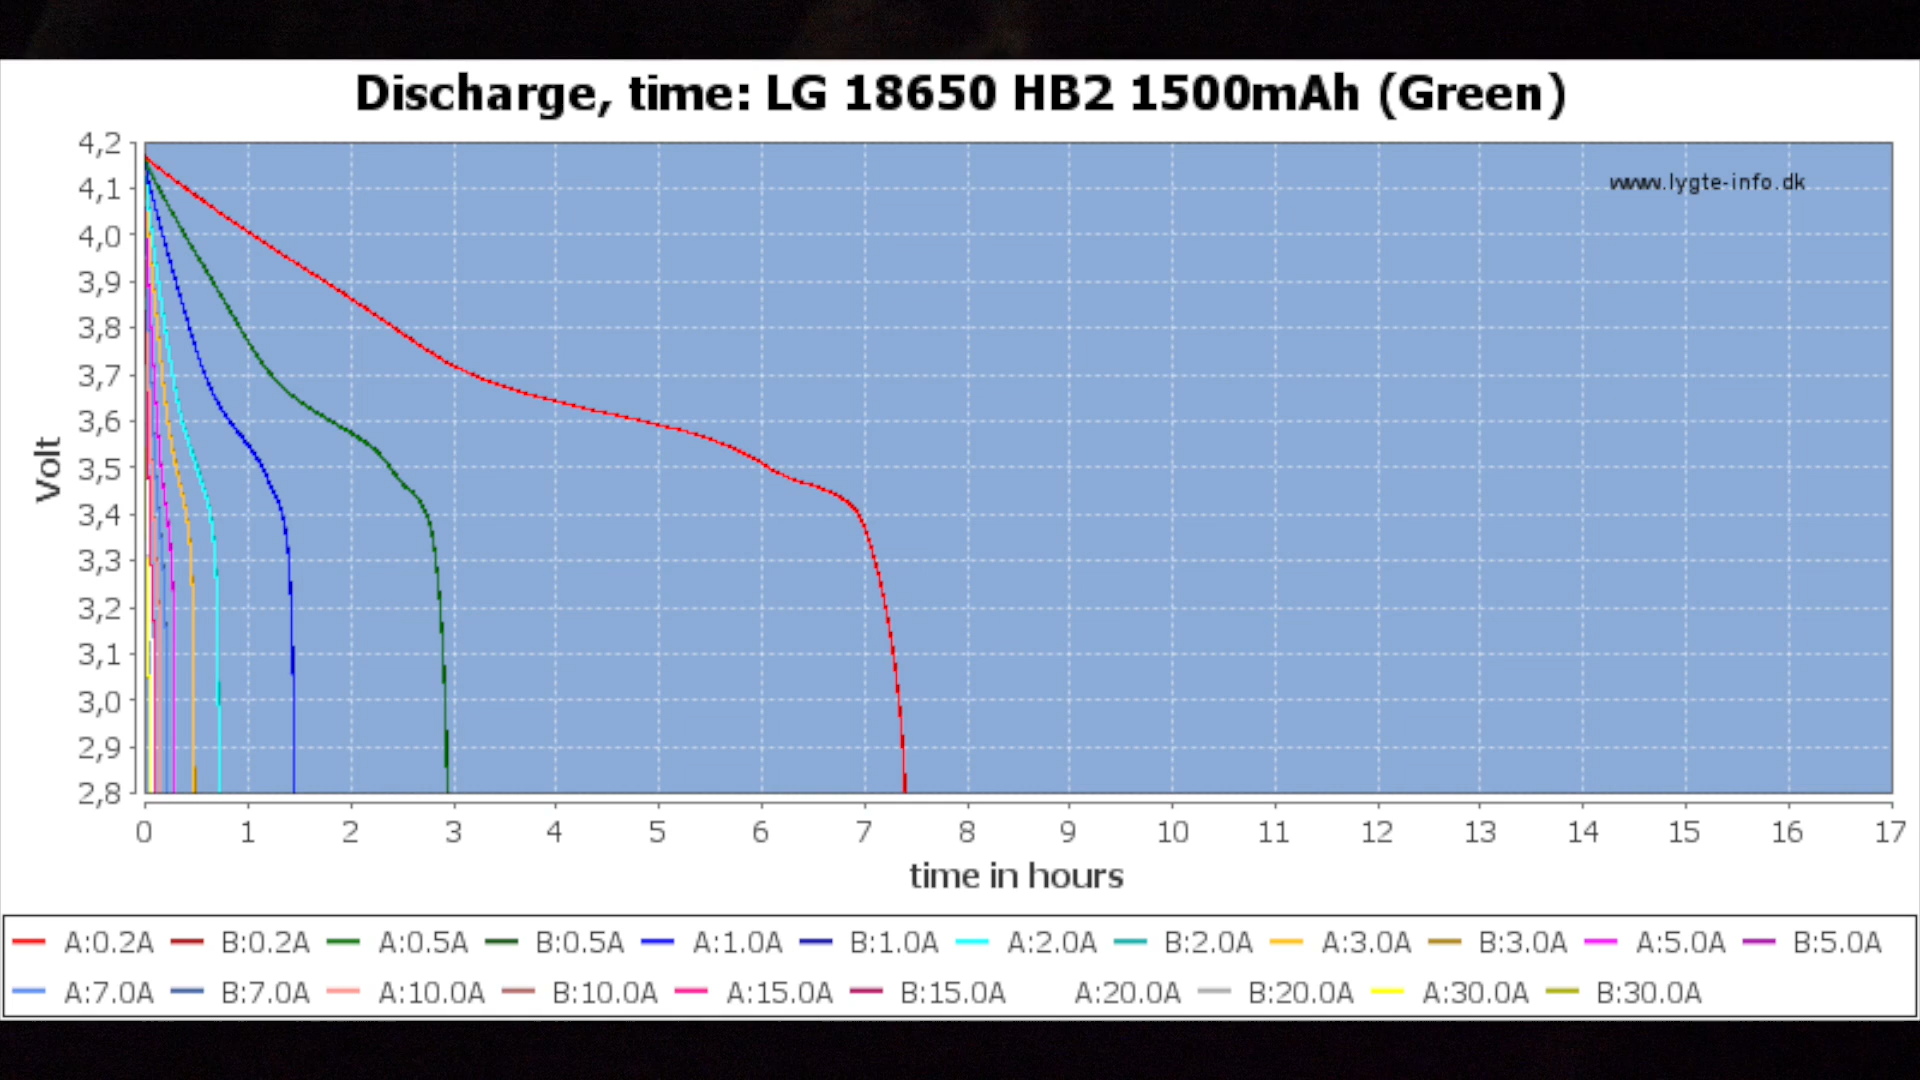 Discharge, time: LG 18650 HB2 1500mAh (Green)
www.lygte-info.dk
4,2
4,1
4,0
3,9
3,8
3,7
3,6
3,5
3,4
3,3
3,2
3,1
3,0
2,9
2,8
Volt
0 1 2 3 4 5 6 7 8 9 10 11 12 13 14 15 16 17
time in hours
A:0.2A B:0.2A A:0.5A B:0.5A A:1.0A B:1.0A A:2.0A B:2.0A A:3.0A B:3.0A A:5.0A B:5.0A
A:7.0A B:7.0A A:10.0A B:10.0A A:15.0A B:15.0A A:20.0A B:20.0A A:30.0A B:30.0A